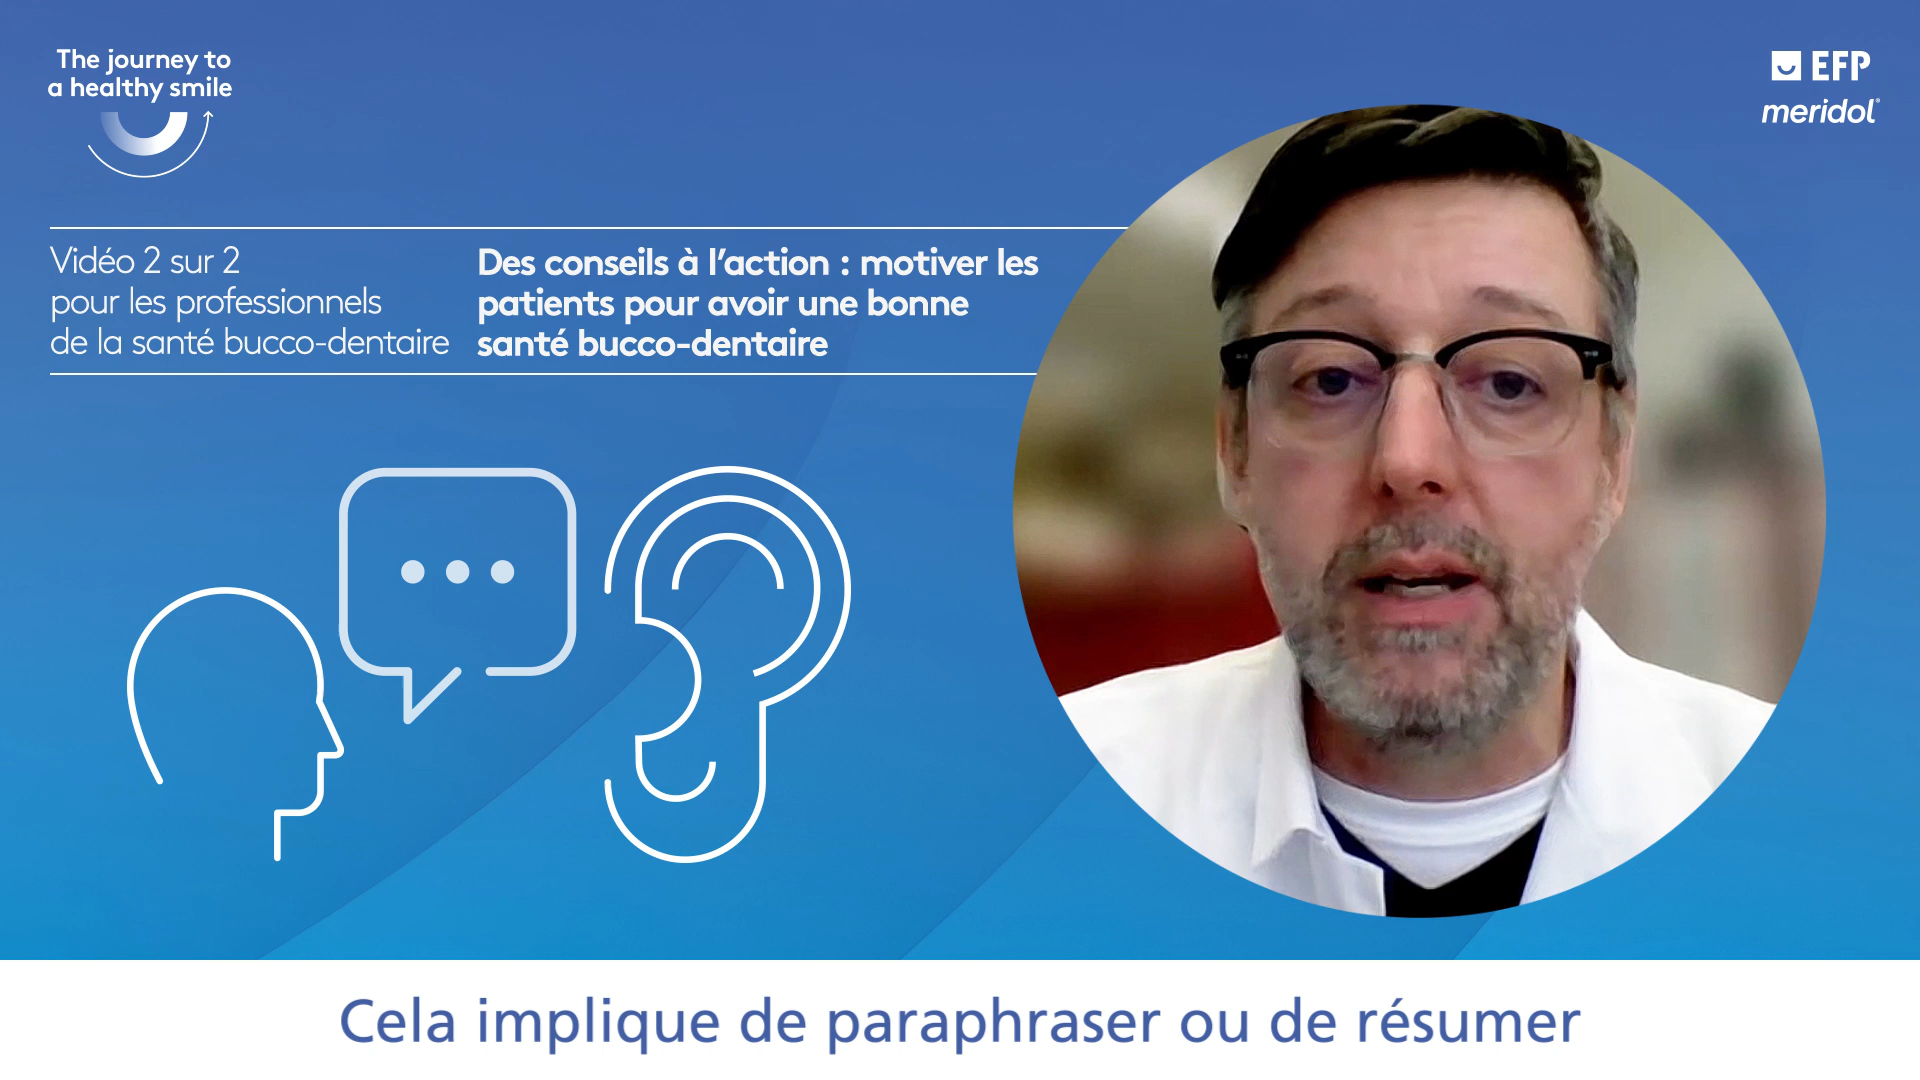 The journey to
a healthy smile
EFP
meridol®
Vidéo 2 sur 2
pour les professionnels
de la santé bucco-dentaire
Des conseils à l'action : motiver les
patients pour avoir une bonne
santé bucco-dentaire
Cela implique de paraphraser ou de résumer